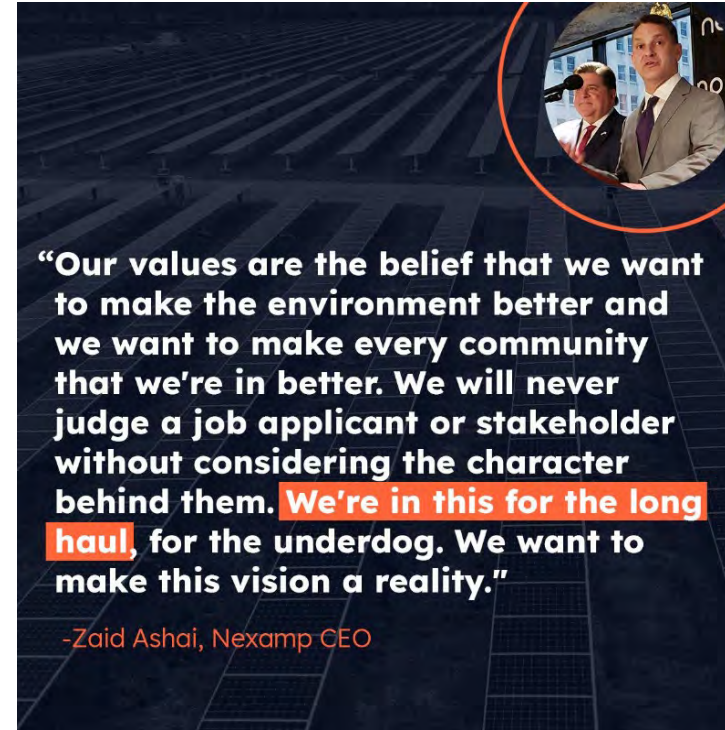 “Our values are the belief that we want
to make the environment better and
we want to make every community
that we're in better. We will never
judge a job applicant or stakeholder
without considering the character
behind them. We're in this for the long
haul, for the underdog. We want to
make this vision a reality."
-Zaid Ashai, Nexamp CEO